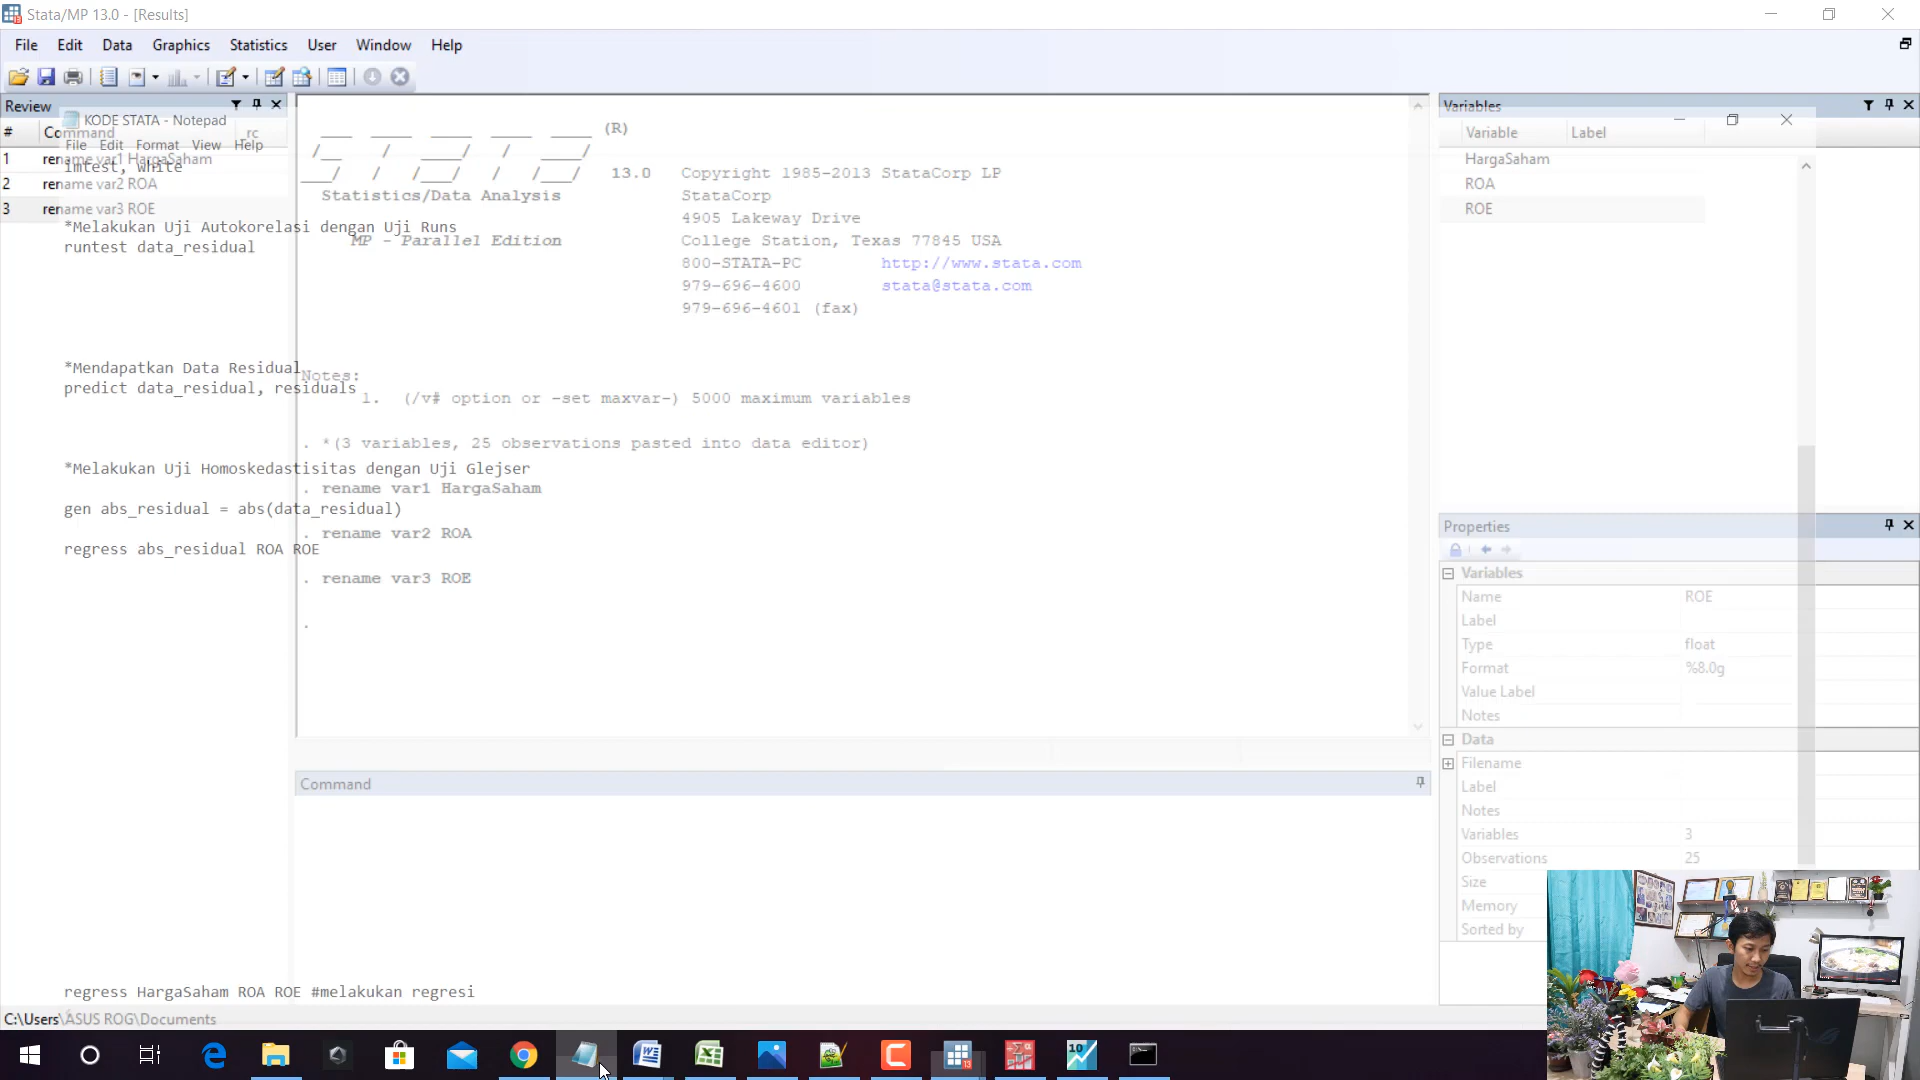 Stata/MP 13.0 - [Results]
File Edit Data Graphics Statistics User Window Help
Review
# Command rc
1 rename var1 HargaSaham
2 rename var2 ROA
3 rename var3 ROE
KODE STATA - Notepad
File Edit Format View Help
imtest, white
*Melakukan Uji Autokorelasi dengan Uji Runs
runtest data_residual
*Mendapatkan Data Residual
predict data_residual, residuals
*Melakukan Uji Homoskedastisitas dengan Uji Glejser
gen abs_residual = abs(data_residual)
regress abs_residual ROA ROE
regress HargaSaham ROA ROE #melakukan regresi
(R)
13.0 Copyright 1985-2013 StataCorp LP
Statistics/Data Analysis StataCorp
4905 Lakeway Drive
MP - Parallel Edition College Station, Texas 77845 USA
800-STATA-PC http://www.stata.com
979-696-4600 stata@stata.com
979-696-4601 (fax)
Notes:
1. (/v# option or -set maxvar-) 5000 maximum variables
. *(3 variables, 25 observations pasted into data editor)
. rename var1 HargaSaham
. rename var2 ROA
. rename var3 ROE
.
Command
C:\Users\ASUS ROG\Documents
Variables
Variable Label
HargaSaham
ROA
ROE
Properties
Variables
Name ROE
Label
Type float
Format %8.0g
Value Label
Notes
Data
Filename
Label
Notes
Variables 3
Observations 25
Size
Memory
Sorted by